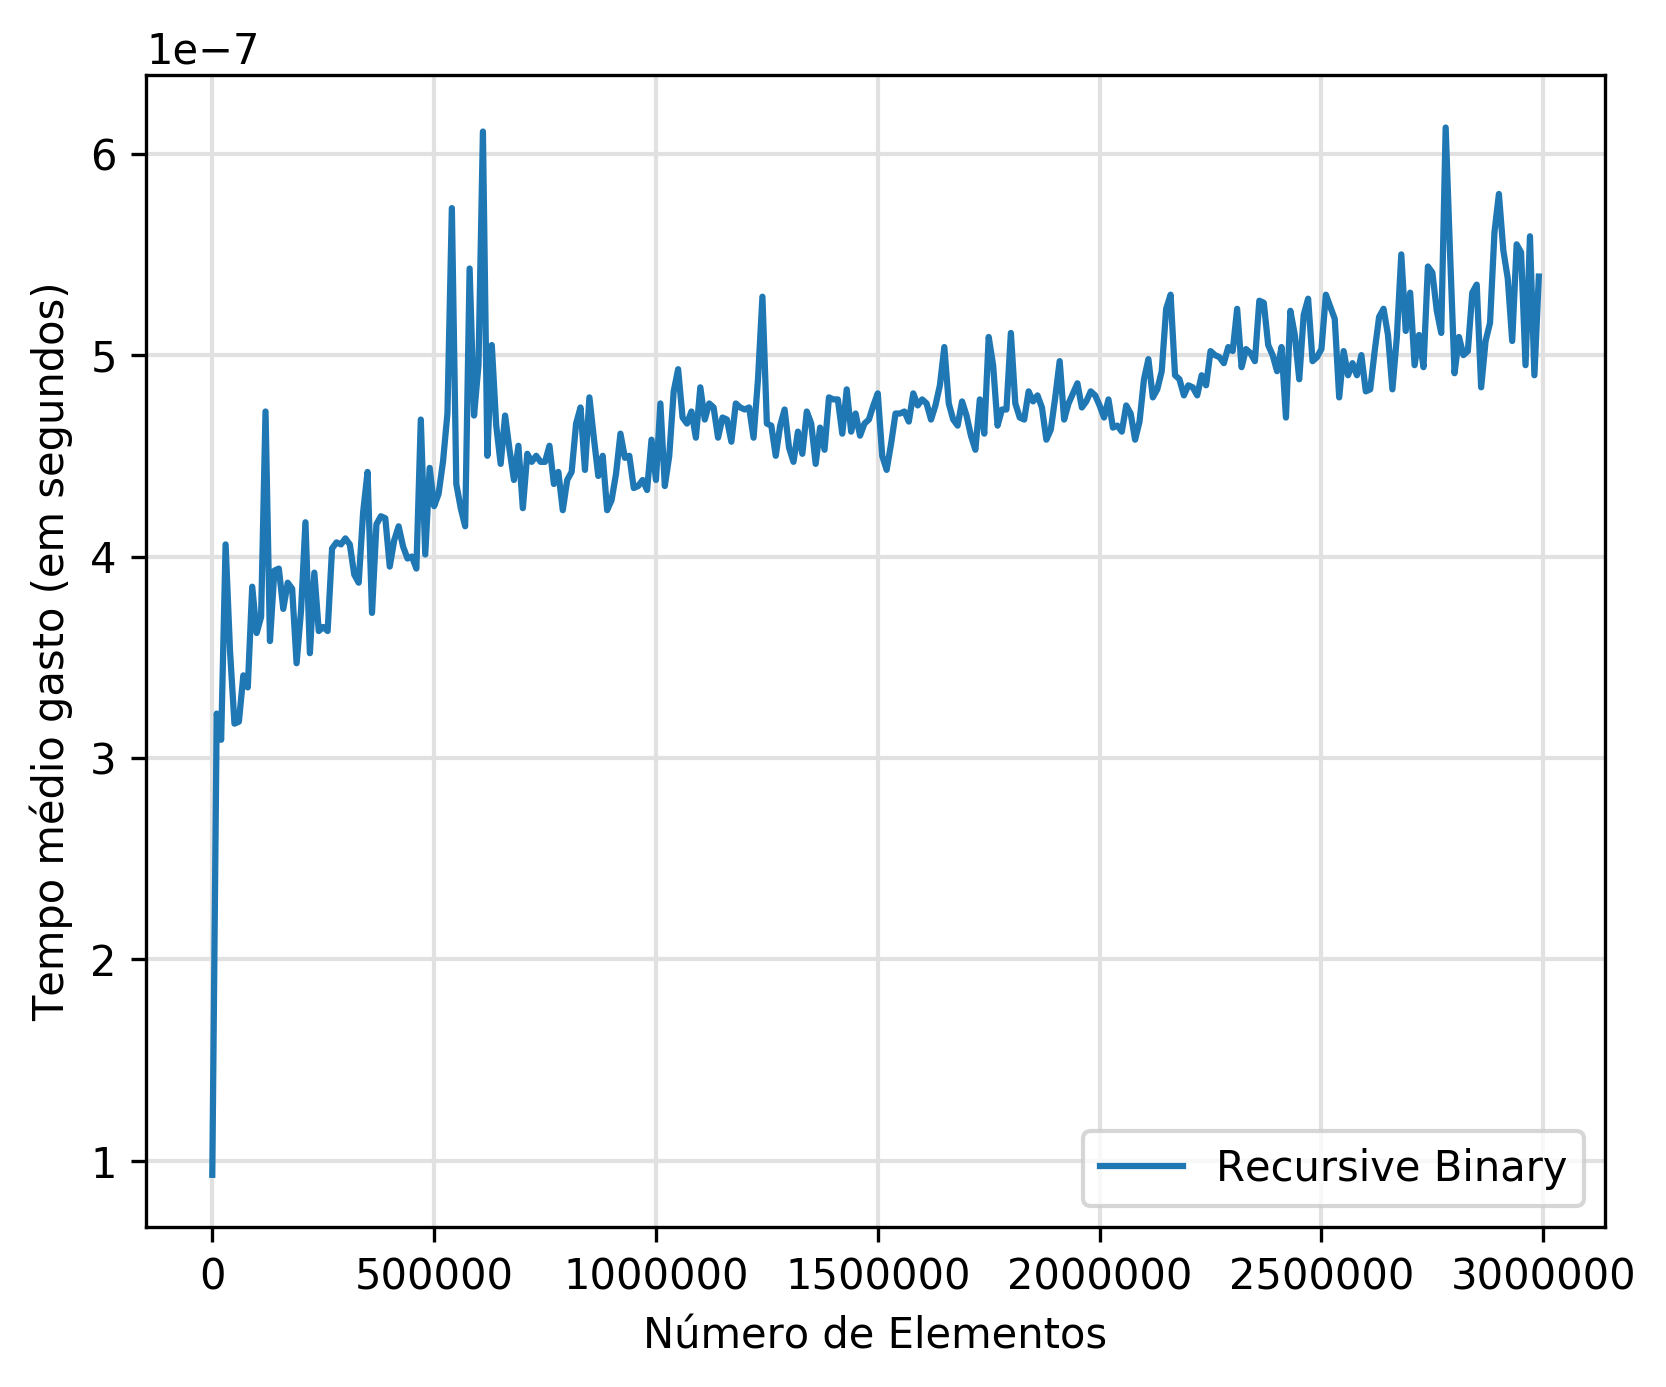 1e−7
6
5
4
3
2
1
Tempo médio gasto (em segundos)
Recursive Binary
0 500000 1000000 1500000 2000000 2500000 3000000
Número de Elementos